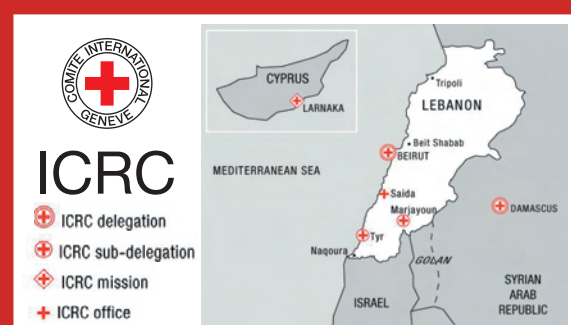 COMITE INTERNATIONAL
GENEVE
ICRC
ICRC delegation
ICRC sub-delegation
ICRC mission
ICRC office
CYPRUS
LARNAKA
MEDITERRANEAN SEA
Tripoli
LEBANON
Beit Shabab
BEIRUT
Saida
Marjayoun
DAMASCUS
Tyr
Naqoura
GOLAN
ISRAEL
SYRIAN
ARAB
REPUBLIC